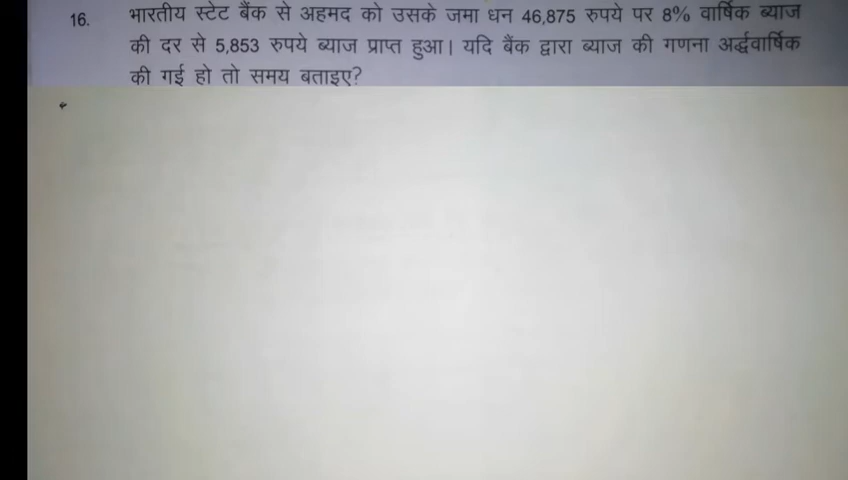 16. भारतीय स्टेट बैंक से अहमद को उसके जमा धन 46,875 रुपये पर 8% वार्षिक ब्याज
की दर से 5,853 रुपये ब्याज प्राप्त हुआ। यदि बैंक द्वारा ब्याज की गणना अर्द्धवार्षिक
की गई हो तो समय बताइए?